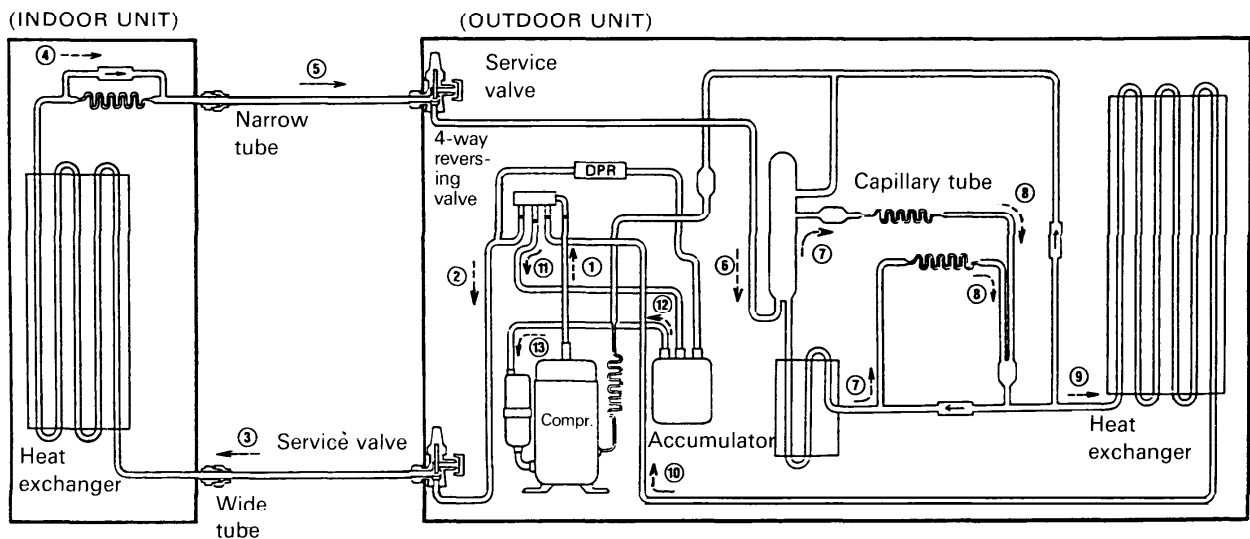 (INDOOR UNIT)
(OUTDOOR UNIT)
④
⑤
Narrow
tube
Service
valve
4-way
revers-
ing
valve
DPR
Capillary tube
⑧
⑦
⑧
⑥
②
⑪
①
⑫
⑬
Compr.
Accumulator
⑦
⑨
Heat
exchanger
⑩
③
Service valve
Heat
exchanger
Wide
tube